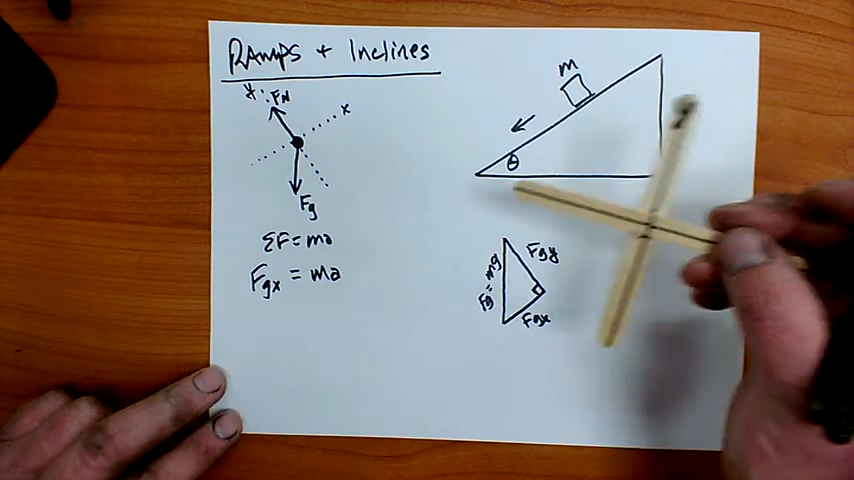 RAMPS + Inclines
y
FN
x
Fg
ΣF = ma
Fgx = ma
m
θ
Fg = mg
Fgy
Fgx